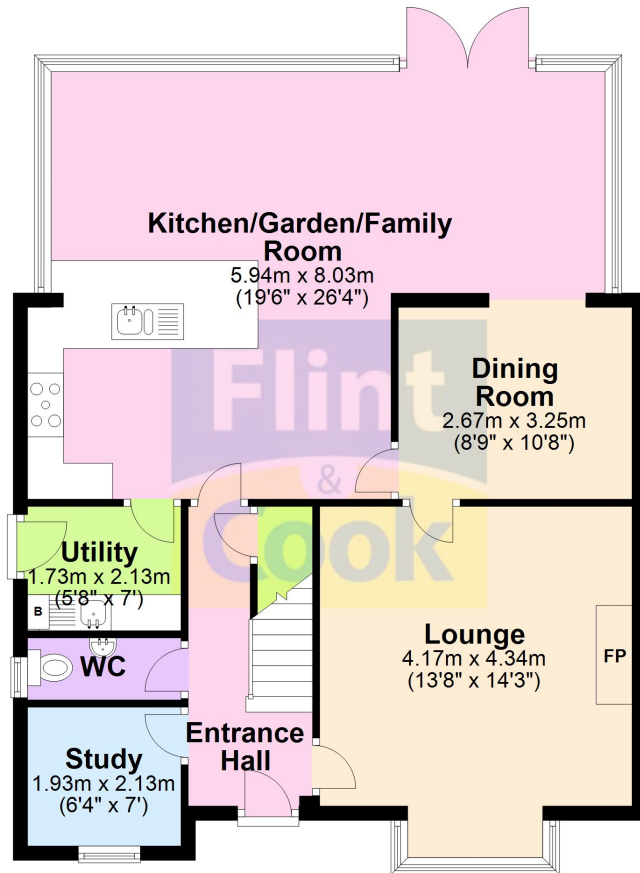 Kitchen/Garden/Family
Room
5.94m x 8.03m
(19'6" x 26'4")
Flint
&
Cook
Dining
Room
2.67m x 3.25m
(8'9" x 10'8")
Utility
1.73m x 2.13m
(5'8" x 7')
B
WC
Lounge
4.17m x 4.34m
(13'8" x 14'3")
FP
Entrance
Hall
Study
1.93m x 2.13m
(6'4" x 7')